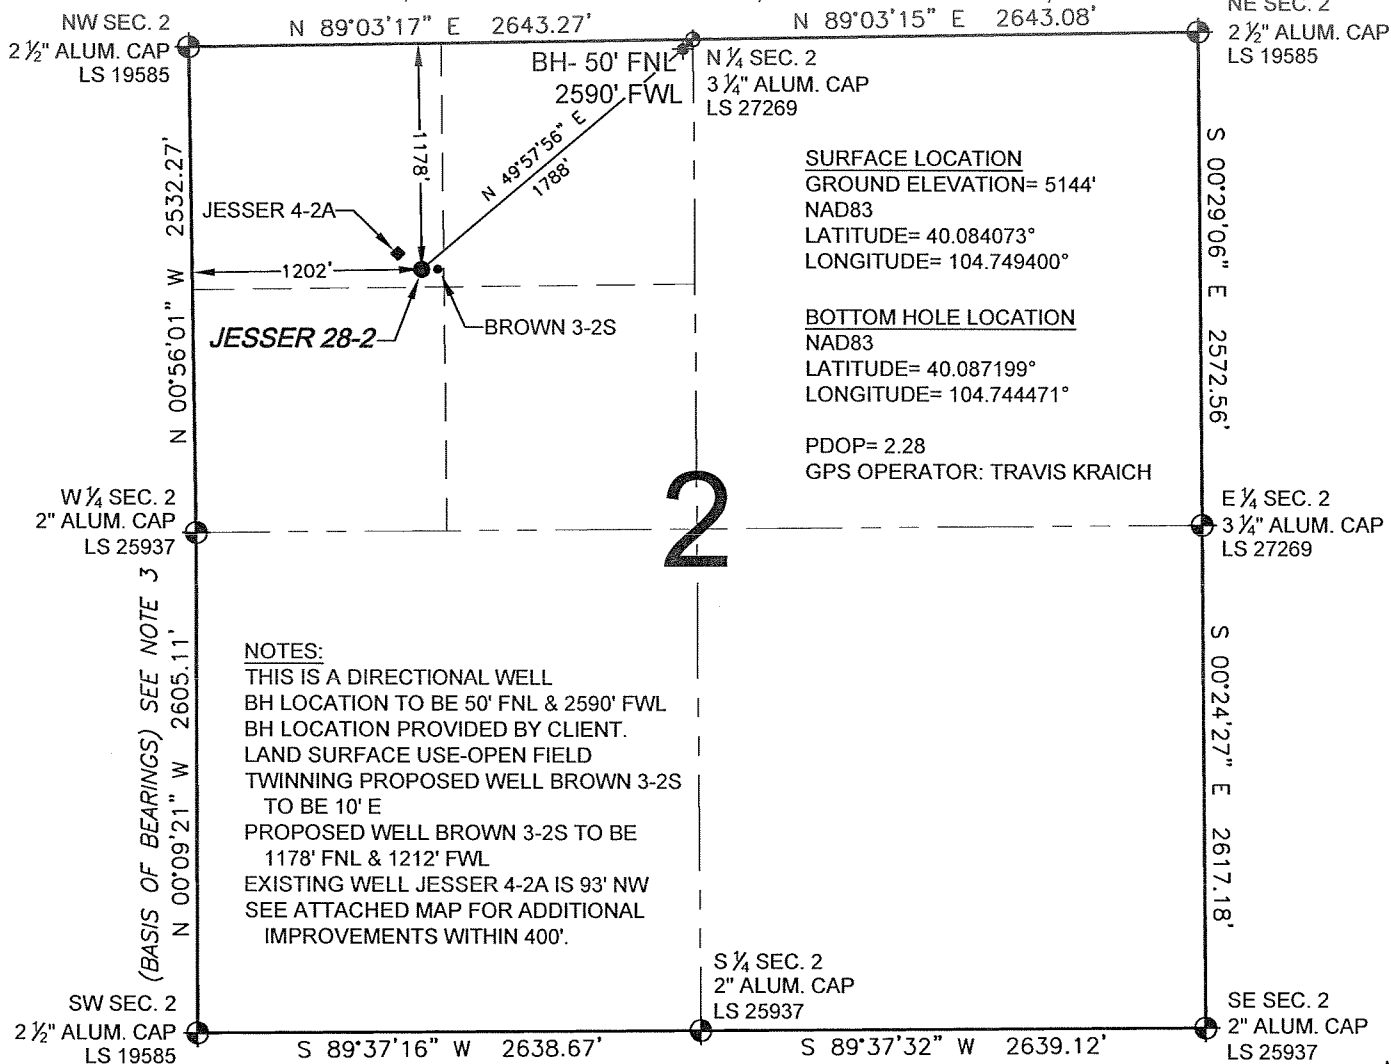 NW SEC. 2
2 ½" ALUM. CAP
LS 19585
N 89°03'17" E 2643.27'
N 89°03'15" E 2643.08'
NE SEC. 2
2 ½" ALUM. CAP
LS 19585
BH- 50' FNL
2590' FWL
N ¼ SEC. 2
3 ¼" ALUM. CAP
LS 27269
N 00°56'01" W 2532.27'
1178'
N 49°57'56" E
1788'
JESSER 4-2A
1202'
JESSER 28-2
BROWN 3-2S
SURFACE LOCATION
GROUND ELEVATION= 5144'
NAD83
LATITUDE= 40.084073°
LONGITUDE= 104.749400°
BOTTOM HOLE LOCATION
NAD83
LATITUDE= 40.087199°
LONGITUDE= 104.744471°
PDOP= 2.28
GPS OPERATOR: TRAVIS KRAICH
S 00°29'06" E 2572.56'
W ¼ SEC. 2
2" ALUM. CAP
LS 25937
2
E ¼ SEC. 2
3 ¼" ALUM. CAP
LS 27269
(BASIS OF BEARINGS) SEE NOTE 3
N 00°09'21" W 2605.11'
NOTES:
THIS IS A DIRECTIONAL WELL
BH LOCATION TO BE 50' FNL & 2590' FWL
BH LOCATION PROVIDED BY CLIENT.
LAND SURFACE USE-OPEN FIELD
TWINNING PROPOSED WELL BROWN 3-2S
TO BE 10' E
PROPOSED WELL BROWN 3-2S TO BE
1178' FNL & 1212' FWL
EXISTING WELL JESSER 4-2A IS 93' NW
SEE ATTACHED MAP FOR ADDITIONAL
IMPROVEMENTS WITHIN 400'.
S 00°24'27" E 2617.18'
SW SEC. 2
2 ½" ALUM. CAP
LS 19585
S 89°37'16" W 2638.67'
S ¼ SEC. 2
2" ALUM. CAP
LS 25937
S 89°37'32" W 2639.12'
SE SEC. 2
2" ALUM. CAP
LS 25937